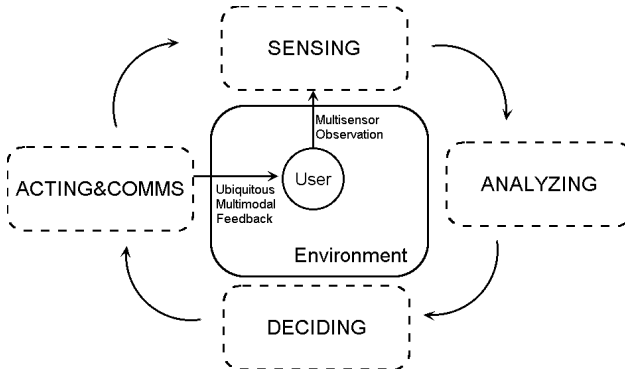 SENSING
Multisensor
Observation
User
ACTING&COMMS
Ubiquitous
Multimodal
Feedback
ANALYZING
Environment
DECIDING